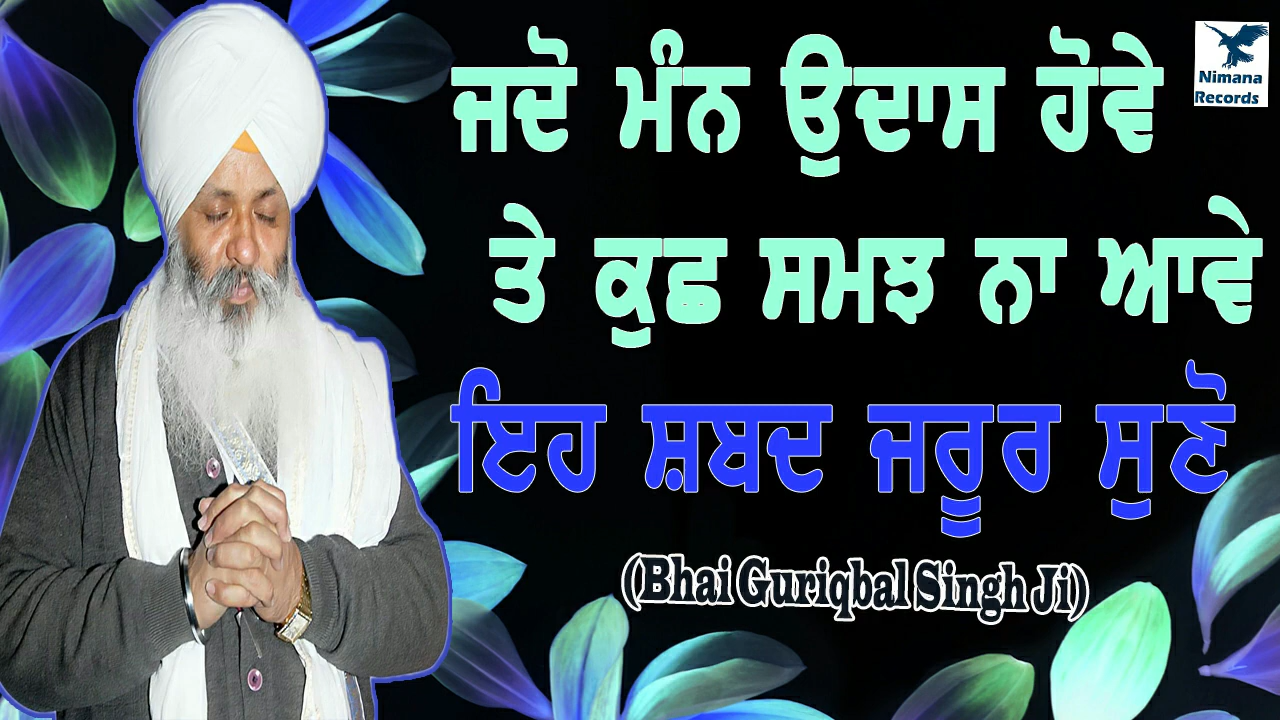 ਜਦੋ ਮੰਨ ਉਦਾਸ ਹੋਵੇ
Nimana
Records
ਤੇ ਕੁਛ ਸਮਝ ਨਾ ਆਵੇ
ਇਹ ਸ਼ਬਦ ਜਰੂਰ ਸੁਣੋ
(Bhai Guriqbal Singh Ji)